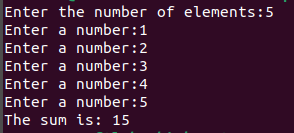 Enter the number of elements:5
Enter a number:1
Enter a number:2
Enter a number:3
Enter a number:4
Enter a number:5
The sum is: 15